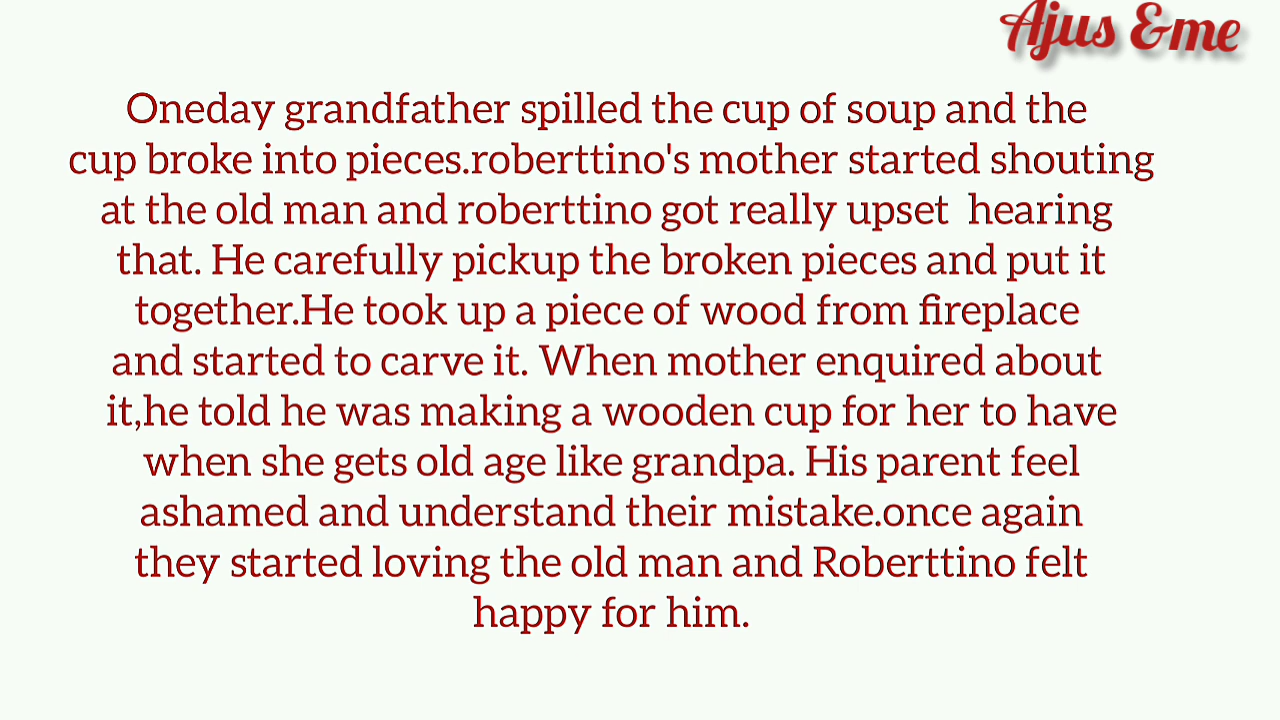 Ajus &me
Oneday grandfather spilled the cup of soup and the
cup broke into pieces.roberttino's mother started shouting
at the old man and roberttino got really upset  hearing
that. He carefully pickup the broken pieces and put it
together.He took up a piece of wood from fireplace
and started to carve it. When mother enquired about
it,he told he was making a wooden cup for her to have
when she gets old age like grandpa. His parent feel
ashamed and understand their mistake.once again
they started loving the old man and Roberttino felt
happy for him.